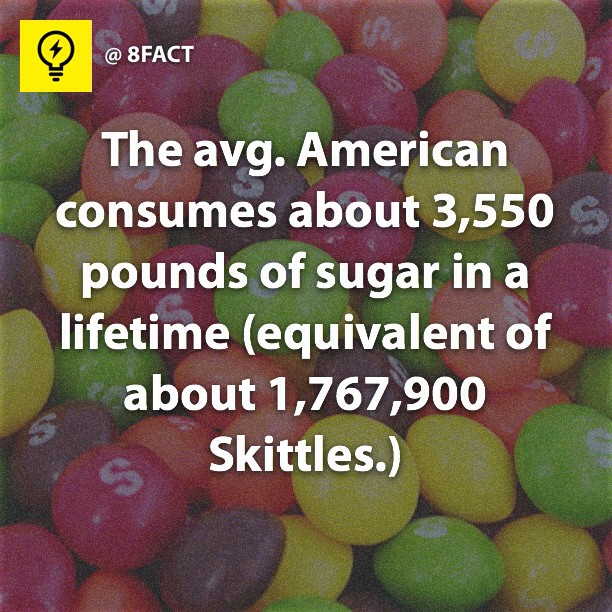 @ 8FACT
The avg. American
consumes about 3,550
pounds of sugar in a
lifetime (equivalent of
about 1,767,900
Skittles.)